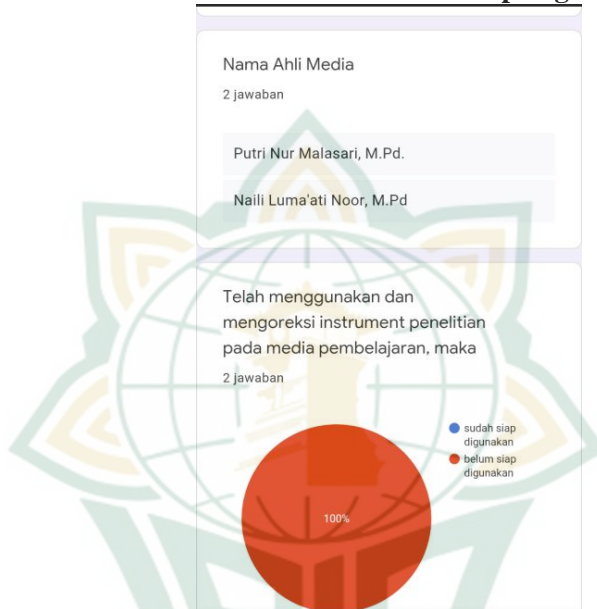 Nama Ahli Media
2 jawaban
Putri Nur Malasari, M.Pd.
Naili Luma'ati Noor, M.Pd
Telah menggunakan dan
mengoreksi instrument penelitian
pada media pembelajaran, maka
2 jawaban
sudah siap
digunakan
belum siap
digunakan
100%